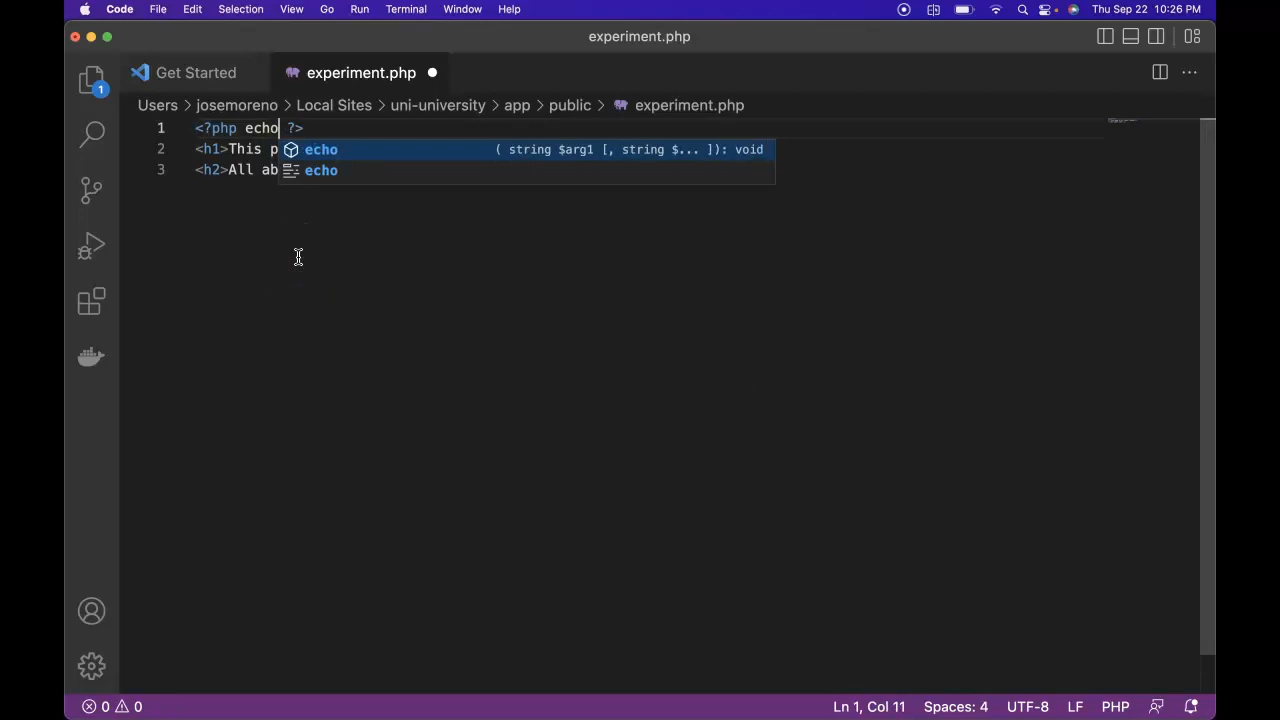 Code File Edit Selection View Go Run Terminal Window Help Thu Sep 22 10:26 PM
experiment.php
Get Started experiment.php
Users > josemoreno > Local Sites > uni-university > app > public > experiment.php
1 <?php echo ?>
2 <h1>This p
echo ( string $arg1 [, string $... ]): void
3 <h2>All ab
echo
1
0 0 Ln 1, Col 11 Spaces: 4 UTF-8 LF PHP